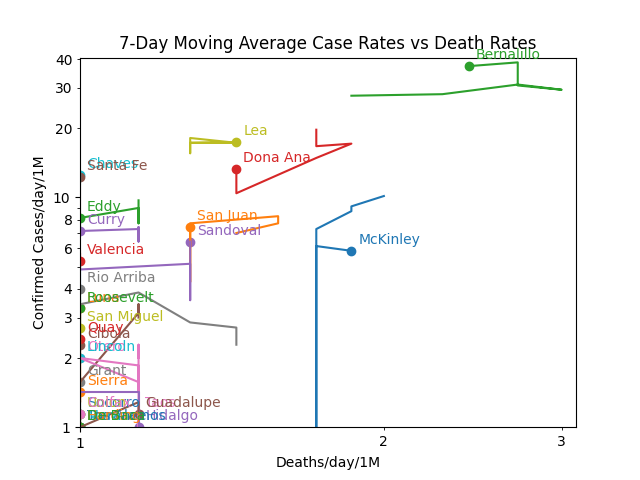 7-Day Moving Average Case Rates vs Death Rates
Bernalillo
Lea
Dona Ana
Chaves
Santa Fe
Eddy
Curry
San Juan
Sandoval
McKinley
Valencia
Rio Arriba
Roosevelt
San Miguel
Quay
Cibola
Lincoln
Grant
Sierra
Socorro
Guadalupe
Hidalgo
Confirmed Cases/day/1M
40
30
20
10
8
6
4
3
2
1
1
2
3
Deaths/day/1M